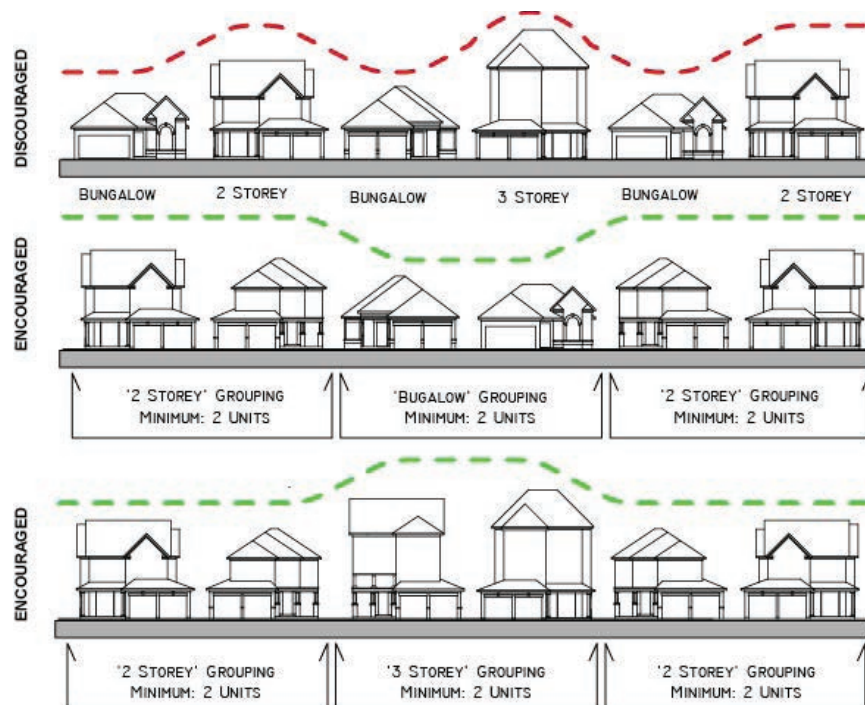 DISCOURAGED
BUNGALOW
2 STOREY
BUNGALOW
3 STOREY
BUNGALOW
2 STOREY
ENCOURAGED
'2 STOREY' GROUPING
MINIMUM: 2 UNITS
'BUGALOW' GROUPING
MINIMUM: 2 UNITS
'2 STOREY' GROUPING
MINIMUM: 2 UNITS
ENCOURAGED
'2 STOREY' GROUPING
MINIMUM: 2 UNITS
'3 STOREY' GROUPING
MINIMUM: 2 UNITS
'2 STOREY' GROUPING
MINIMUM: 2 UNITS